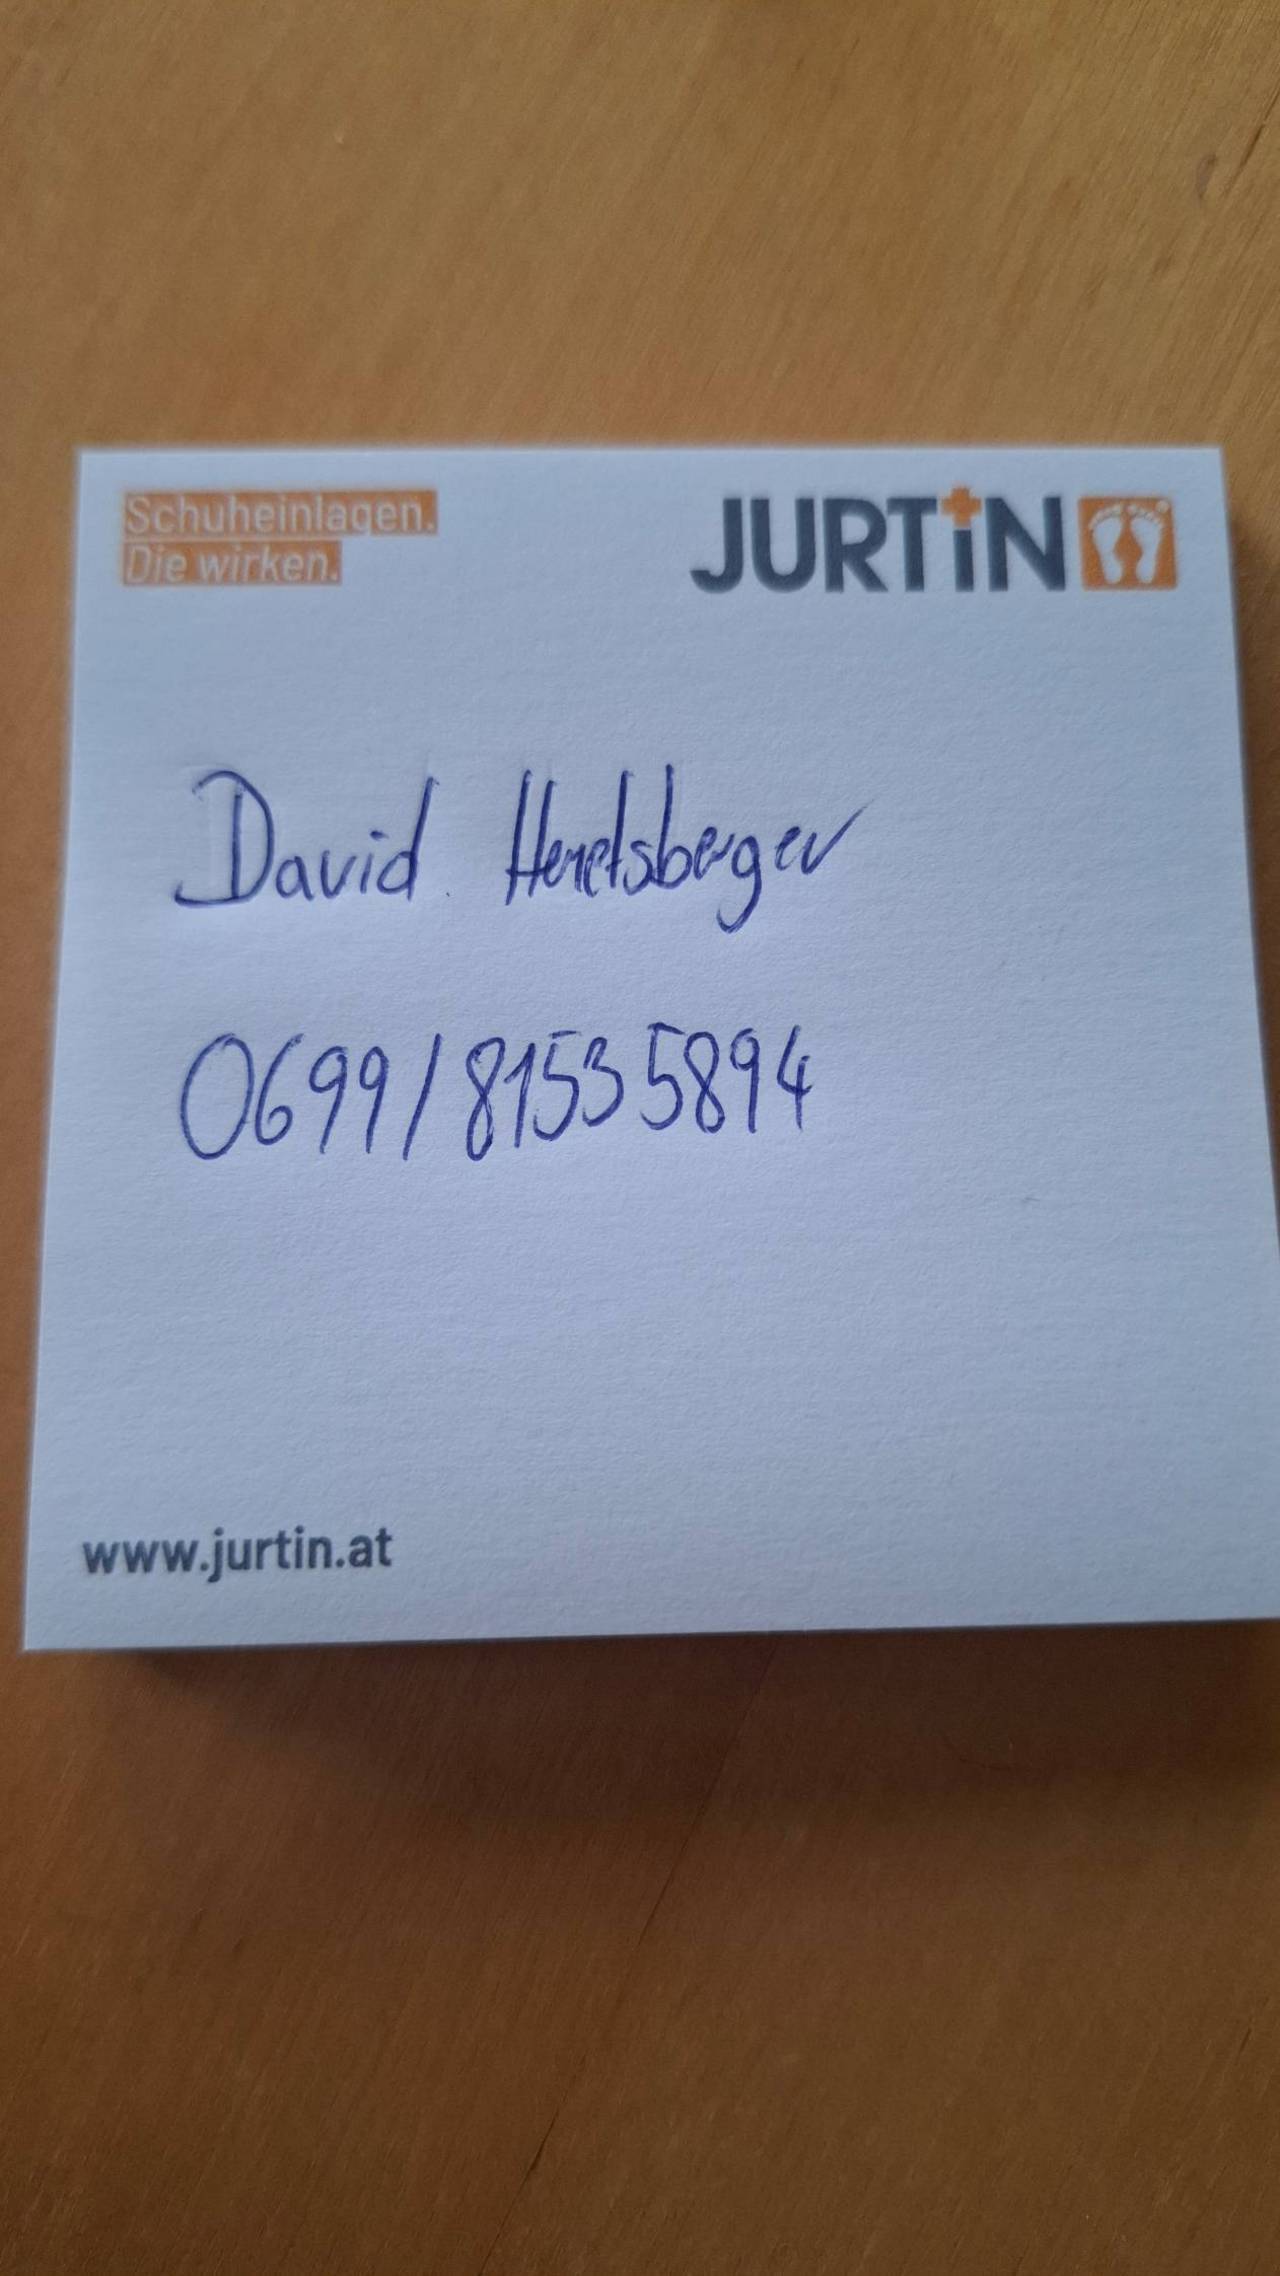 Schuheinlagen.
Die wirken.
JURTIN
David
0699/81535894
www.jurtin.at